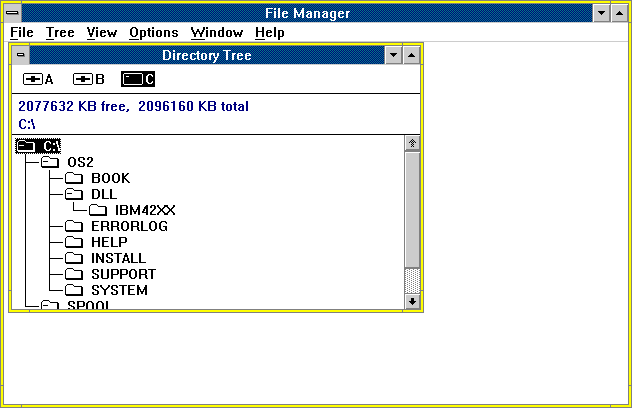 File Manager
File Tree View Options Window Help
Directory Tree
A B C
2077632 KB free, 2096160 KB total
C:\
C:\
OS2
BOOK
DLL
IBM42XX
ERRORLOG
HELP
INSTALL
SUPPORT
SYSTEM
SPOOL